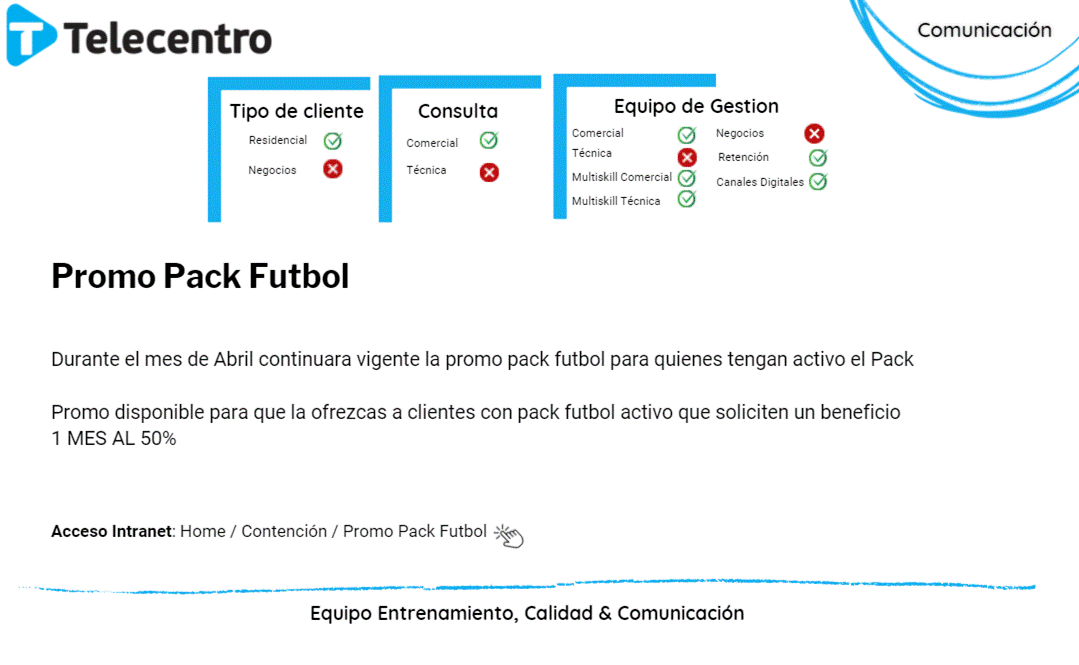 Telecentro
Comunicación
Tipo de cliente
Residencial
Negocios
Consulta
Comercial
Técnica
Equipo de Gestion
Comercial
Técnica
Multiskill Comercial
Multiskill Técnica
Negocios
Retención
Canales Digitales
Promo Pack Futbol
Durante el mes de Abril continuara vigente la promo pack futbol para quienes tengan activo el Pack
Promo disponible para que la ofrezcas a clientes con pack futbol activo que soliciten un beneficio
1 MES AL 50%
Acceso Intranet: Home / Contención / Promo Pack Futbol
Equipo Entrenamiento, Calidad & Comunicación